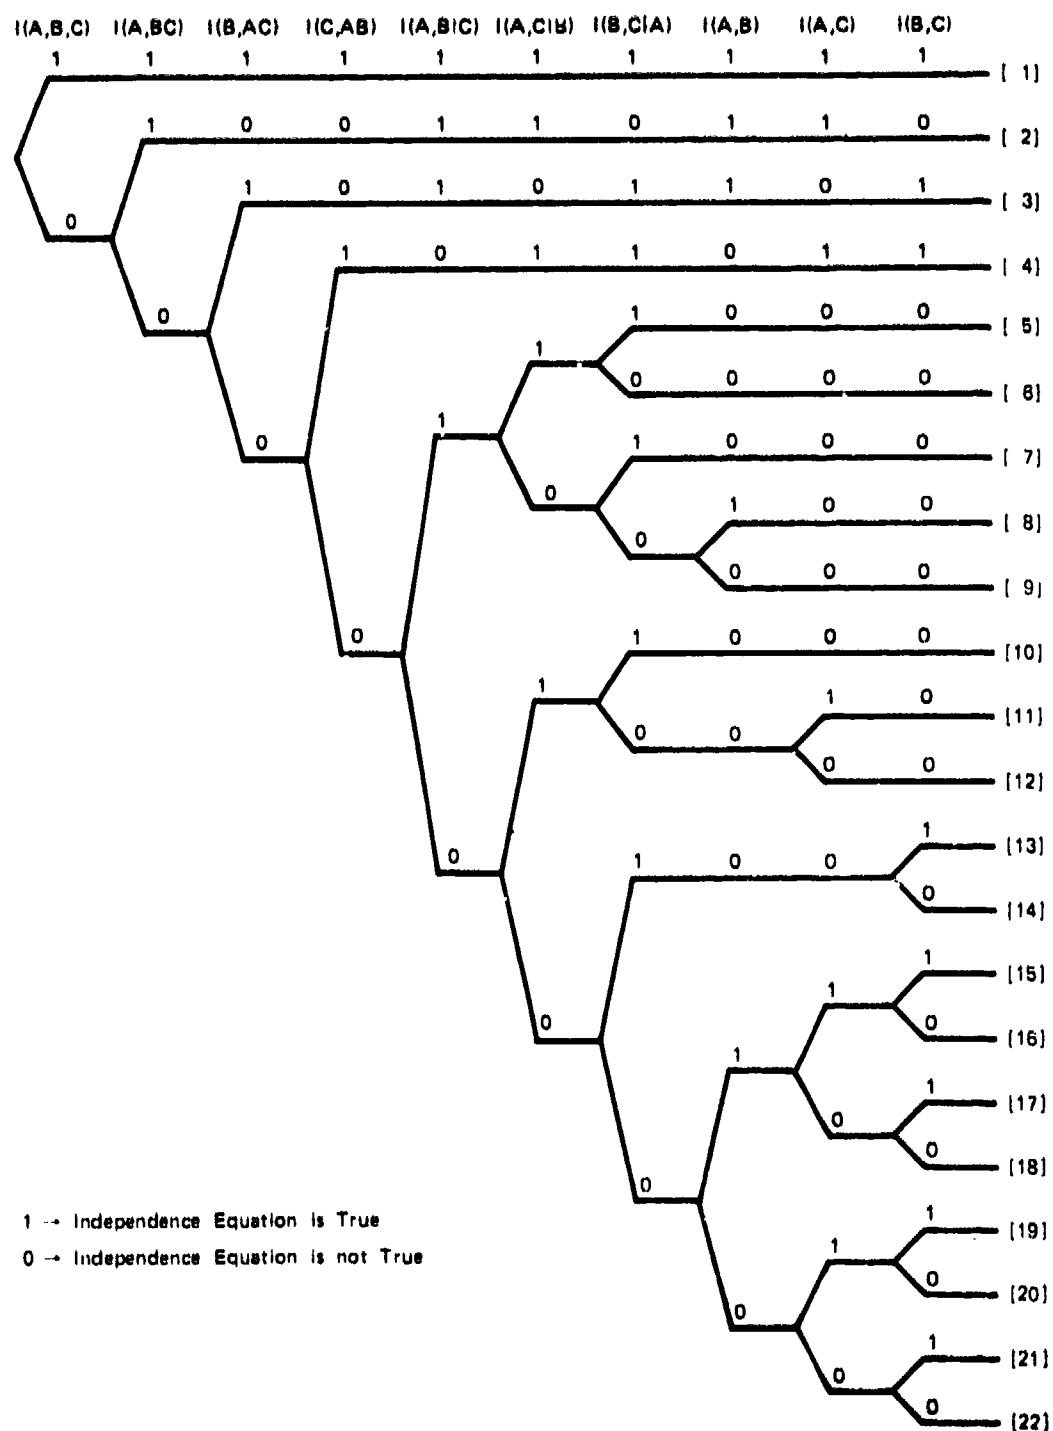 I(A,B,C) I(A,BC) I(B,AC) I(C,AB) I(A,B|C) I(A,C|B) I(B,C|A) I(A,B) I(A,C) I(B,C)
1 1 1 1 1 1 1 1 1 1 [ 1]
1 0 0 1 1 0 1 1 0 [ 2]
1 0 1 0 1 1 0 1 [ 3]
0
1 0 1 1 0 1 1 [ 4]
0
1 0 0 0 [ 5]
1
0 0 0 0 [ 6]
1
0
1 0 0 0 [ 7]
0
1 0 0 [ 8]
0
0 0 0 [ 9]
0
1 0 0 0 [10]
1
1 0 [11]
0 0
0 0 [12]
0
1 [13]
1 0 0
0 [14]
1 [15]
1
0
0 [16]
1
1 [17]
0
0 [18]
0
1 → Independence Equation is True
1 [19]
1
0 → Independence Equation is not True
0 [20]
0
1 [21]
0
0 [22]